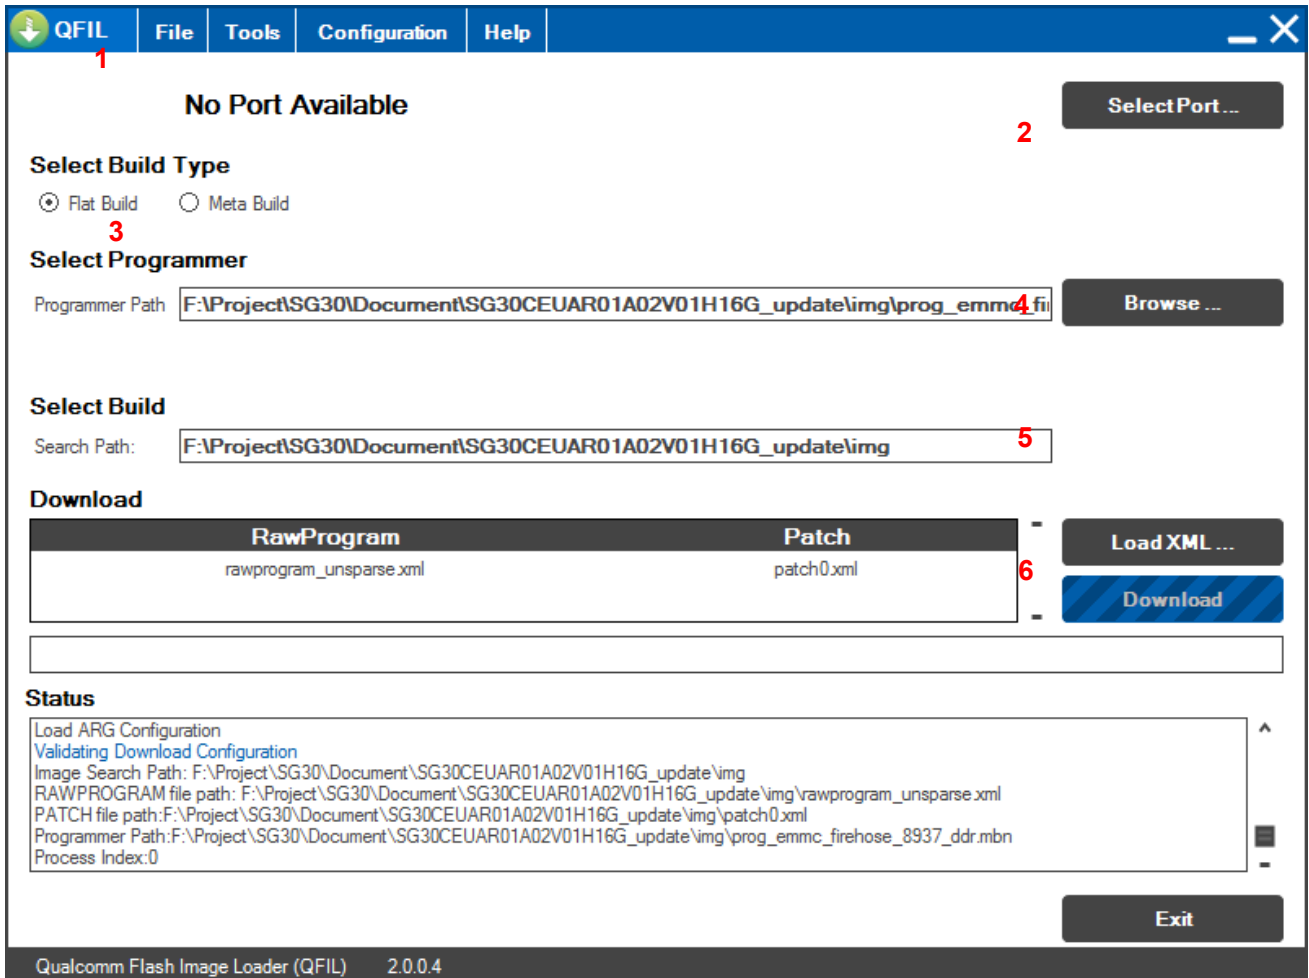 QFIL File Tools Configuration Help
1
No Port Available Select Port ...
2
Select Build Type
Flat Build Meta Build
3
Select Programmer
Programmer Path F:\Project\SG30\Document\SG30CEUAR01A02V01H16G_update\img\prog_emmc_fi 4 Browse ...
Select Build
Search Path: F:\Project\SG30\Document\SG30CEUAR01A02V01H16G_update\img 5
Download
RawProgram Patch Load XML ...
rawprogram_unsparse.xml patch0.xml 6
Download
Status
Load ARG Configuration
Validating Download Configuration
Image Search Path: F:\Project\SG30\Document\SG30CEUAR01A02V01H16G_update\img
RAWPROGRAM file path: F:\Project\SG30\Document\SG30CEUAR01A02V01H16G_update\img\rawprogram_unsparse.xml
PATCH file path:F:\Project\SG30\Document\SG30CEUAR01A02V01H16G_update\img\patch0.xml
Programmer Path:F:\Project\SG30\Document\SG30CEUAR01A02V01H16G_update\img\prog_emmc_firehose_8937_ddr.mbn
Process Index:0
Exit
Qualcomm Flash Image Loader (QFIL) 2.0.0.4